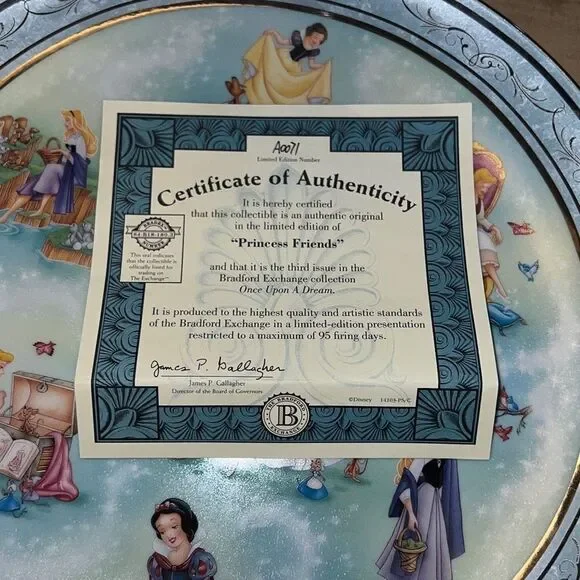 A0071
Limited Edition Number
Certificate of Authenticity
It is hereby certified
that this collectible is an authentic original
in the limited edition of
"Princess Friends"
and that it is the third issue in the
Bradford Exchange collection
Once Upon A Dream.
It is produced to the highest quality and artistic standards
of the Bradford Exchange in a limited-edition presentation
restricted to a maximum of 95 firing days.
BRADEX
NUMBER
This seal indicates
that the collectible is
officially listed for
trading on
The Exchange™
James P. Gallagher
James P. Gallagher
Director of the Board of Governors
©Disney
THE BRADFORD
B
EXCHANGE